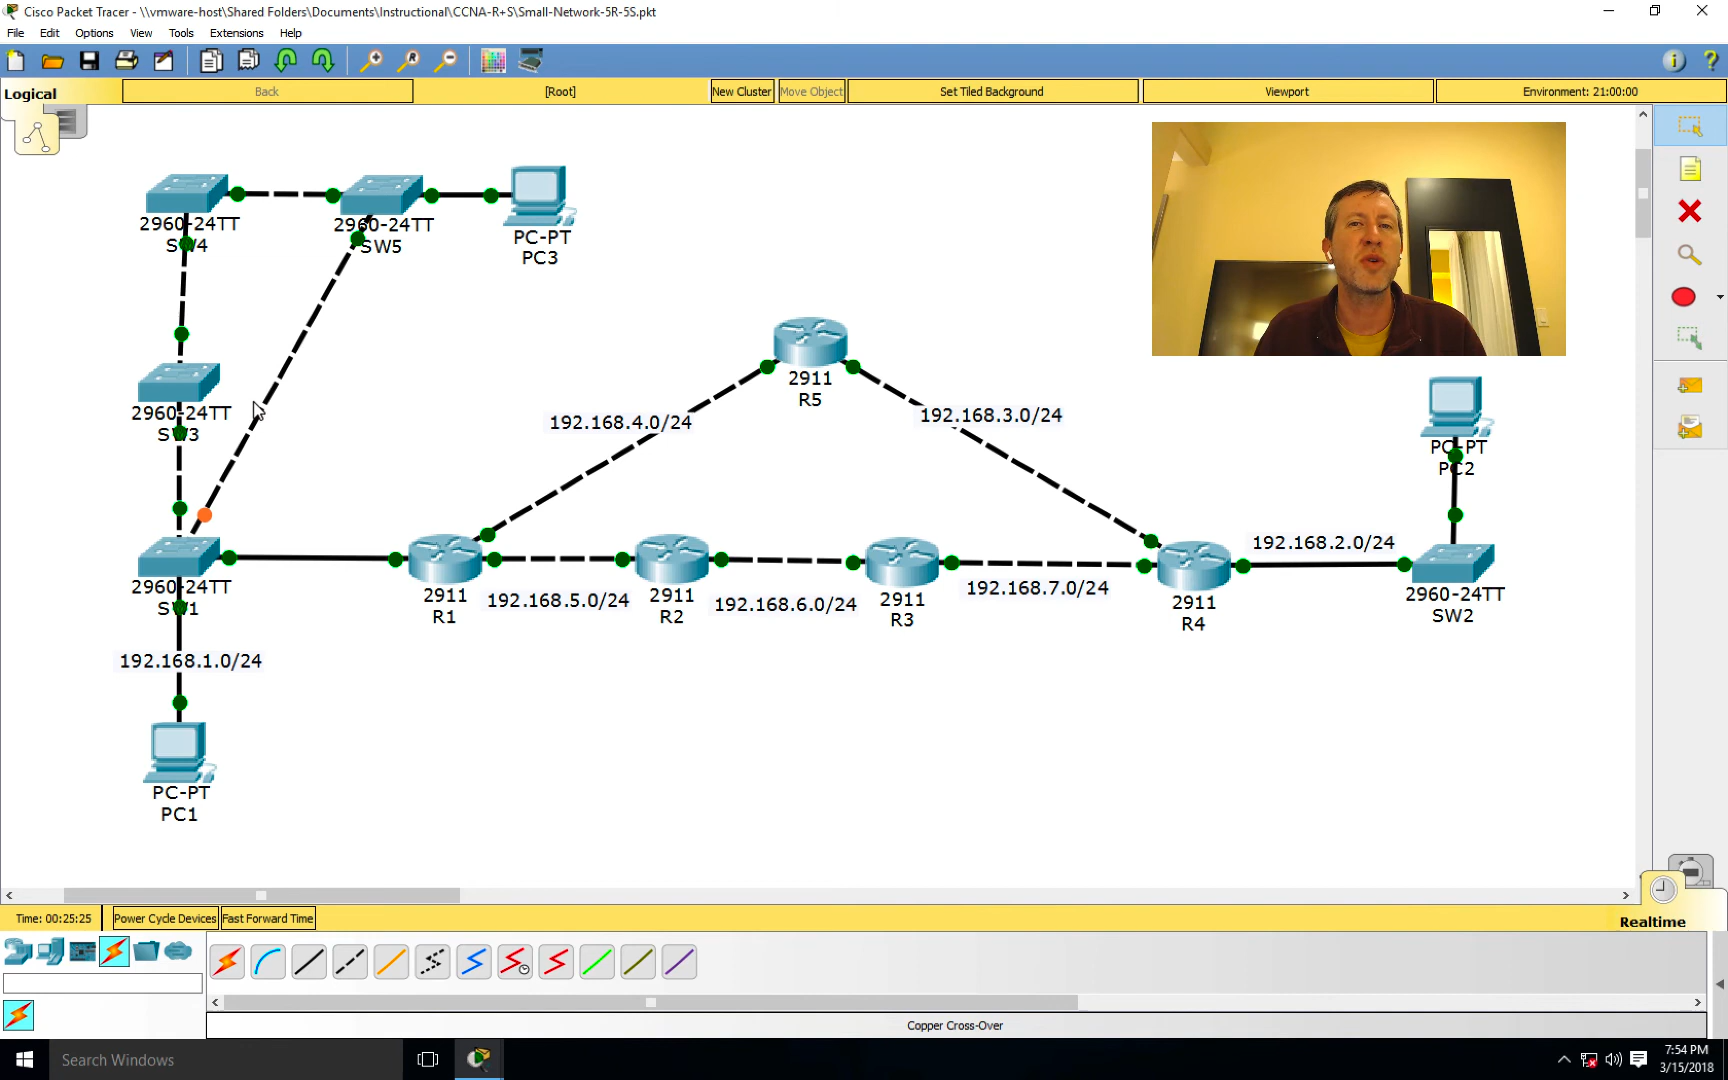 Cisco Packet Tracer - \\vmware-host\Shared Folders\Documents\Instructional\CCNA-R+S\Small-Network-5R-5S.pkt
File Edit Options View Tools Extensions Help
Logical Back [Root] New Cluster Move Object Set Tiled Background Viewport Environment: 21:00:00
2960-24TT
SW4
2960-24TT
SW5
PC-PT
PC3
2911
R5
192.168.4.0/24
192.168.3.0/24
2960-24TT
SW3
PC-PT
PC2
192.168.2.0/24
2960-24TT
SW1
2911
R1
192.168.5.0/24
2911
R2
192.168.6.0/24
2911
R3
192.168.7.0/24
2911
R4
2960-24TT
SW2
192.168.1.0/24
PC-PT
PC1
Time: 00:25:25 Power Cycle Devices Fast Forward Time Realtime
Copper Cross-Over
Search Windows
7:54 PM
3/15/2018